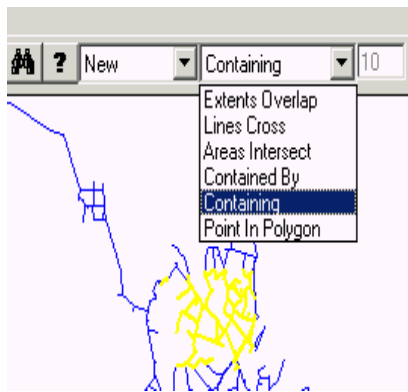 ? New Containing 10
Extents Overlap
Lines Cross
Areas Intersect
Contained By
Containing
Point In Polygon